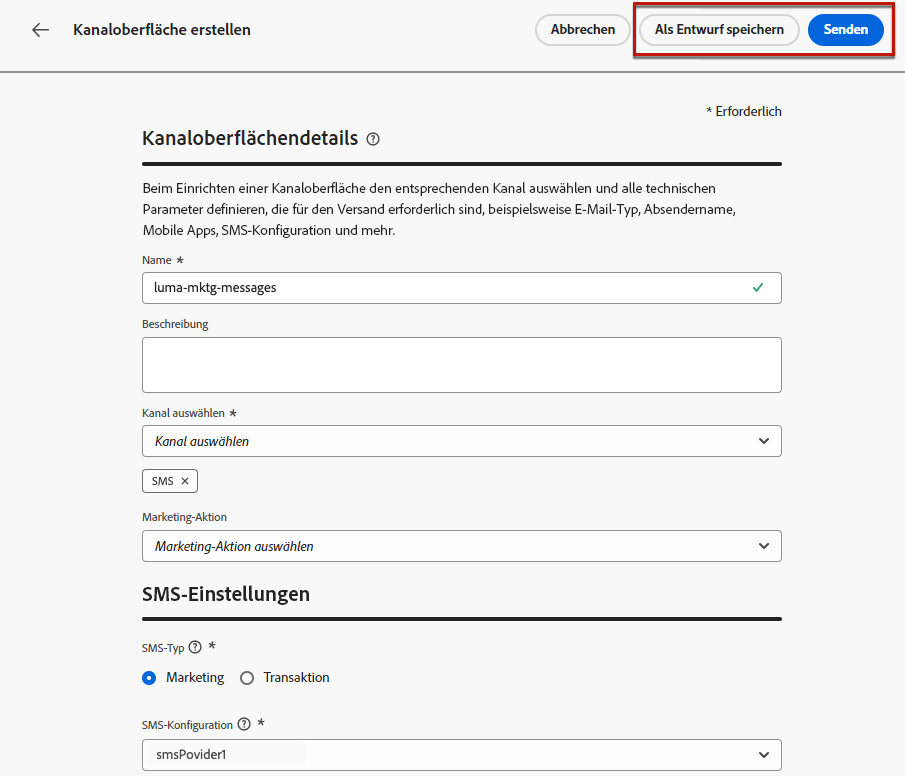 Kanaloberfläche erstellen
Abbrechen
Als Entwurf speichern
Senden
* Erforderlich
Kanaloberflächendetails
Beim Einrichten einer Kanaloberfläche den entsprechenden Kanal auswählen und alle technischen
Parameter definieren, die für den Versand erforderlich sind, beispielsweise E-Mail-Typ, Absendername,
Mobile Apps, SMS-Konfiguration und mehr.
Name *
luma-mktg-messages
Beschreibung
Kanal auswählen *
Kanal auswählen
SMS ×
Marketing-Aktion
Marketing-Aktion auswählen
SMS-Einstellungen
SMS-Typ ? *
Marketing
Transaktion
SMS-Konfiguration ? *
smsPovider1